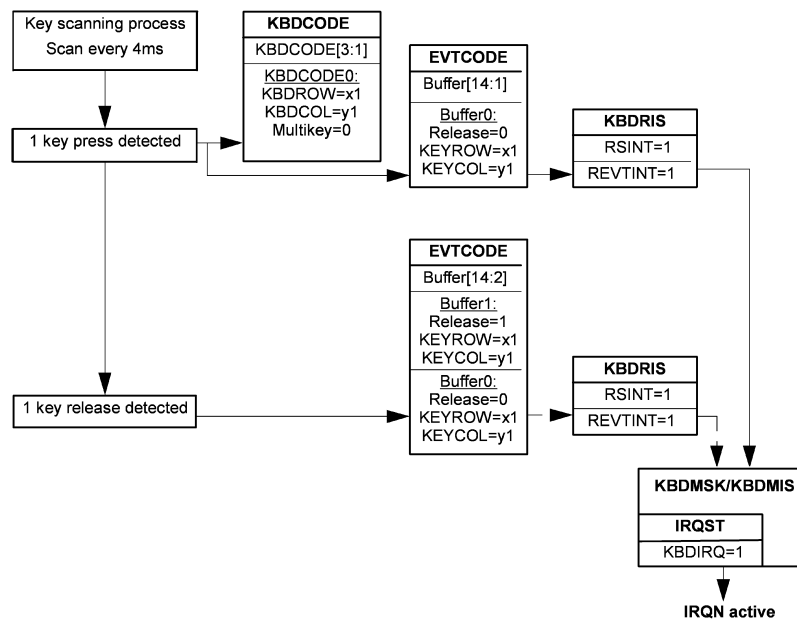 Key scanning process
Scan every 4ms
1 key press detected
KBDCODE
KBDCODE[3:1]
KBDCODE0:
KBDROW=x1
KBDCOL=y1
Multikey=0
EVTCODE
Buffer[14:1]
Buffer0:
Release=0
KEYROW=x1
KEYCOL=y1
KBDRIS
RSINT=1
REVTINT=1
1 key release detected
EVTCODE
Buffer[14:2]
Buffer1:
Release=1
KEYROW=x1
KEYCOL=y1
Buffer0:
Release=0
KEYROW=x1
KEYCOL=y1
KBDRIS
RSINT=1
REVTINT=1
KBDMSK/KBDMIS
IRQST
KBDIRQ=1
IRQN active